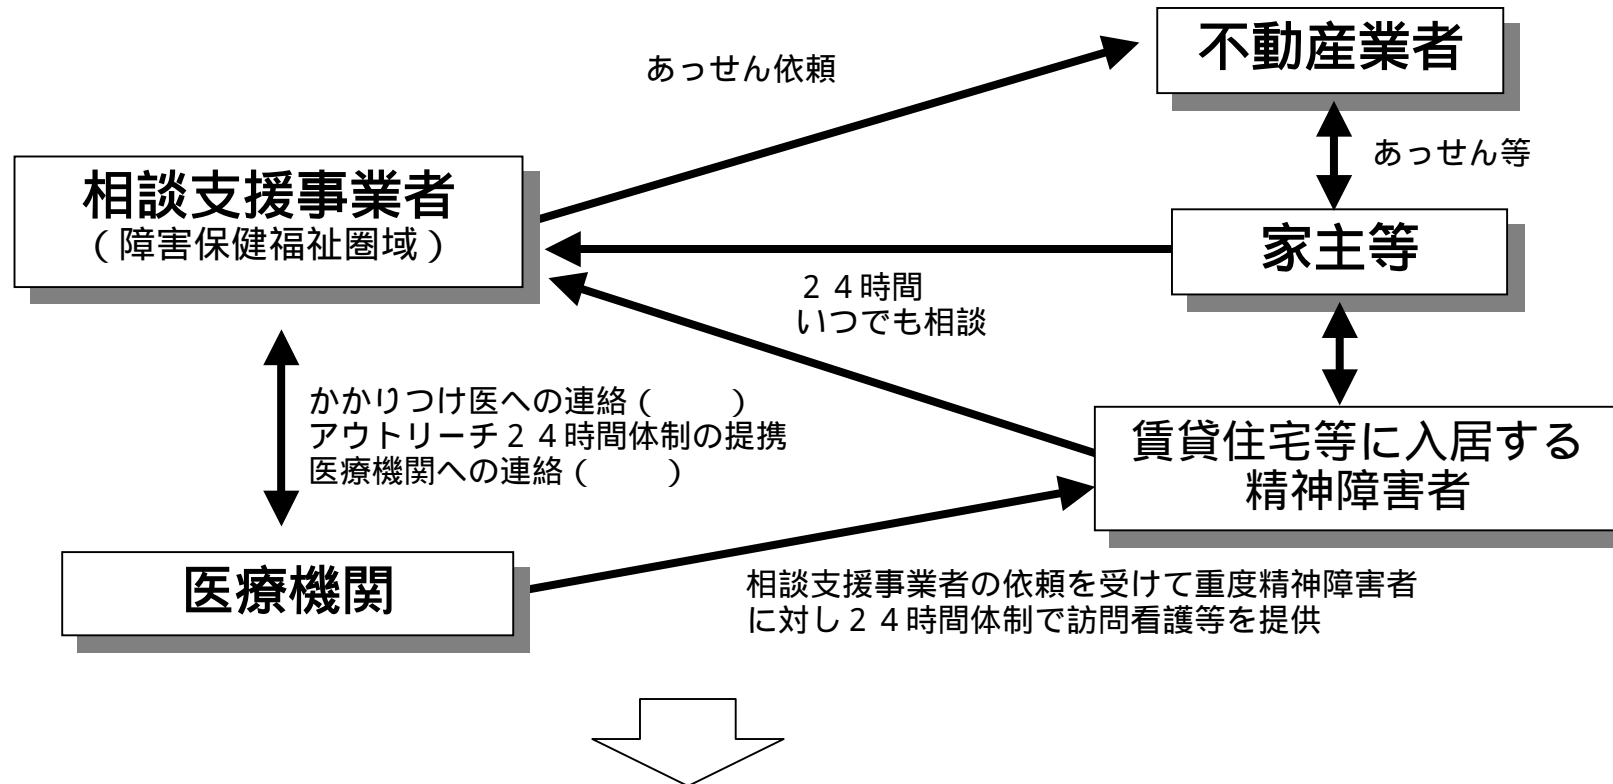 不動産業者
あっせん依頼
あっせん等
相談支援事業者
（障害保健福祉圏域）
家主等
２４時間
いつでも相談
かかりつけ医への連絡（　　）
アウトリーチ２４時間体制の提携
医療機関への連絡（　　）
賃貸住宅等に入居する
精神障害者
医療機関
相談支援事業者の依頼を受けて重度精神障害者
に対し２４時間体制で訪問看護等を提供